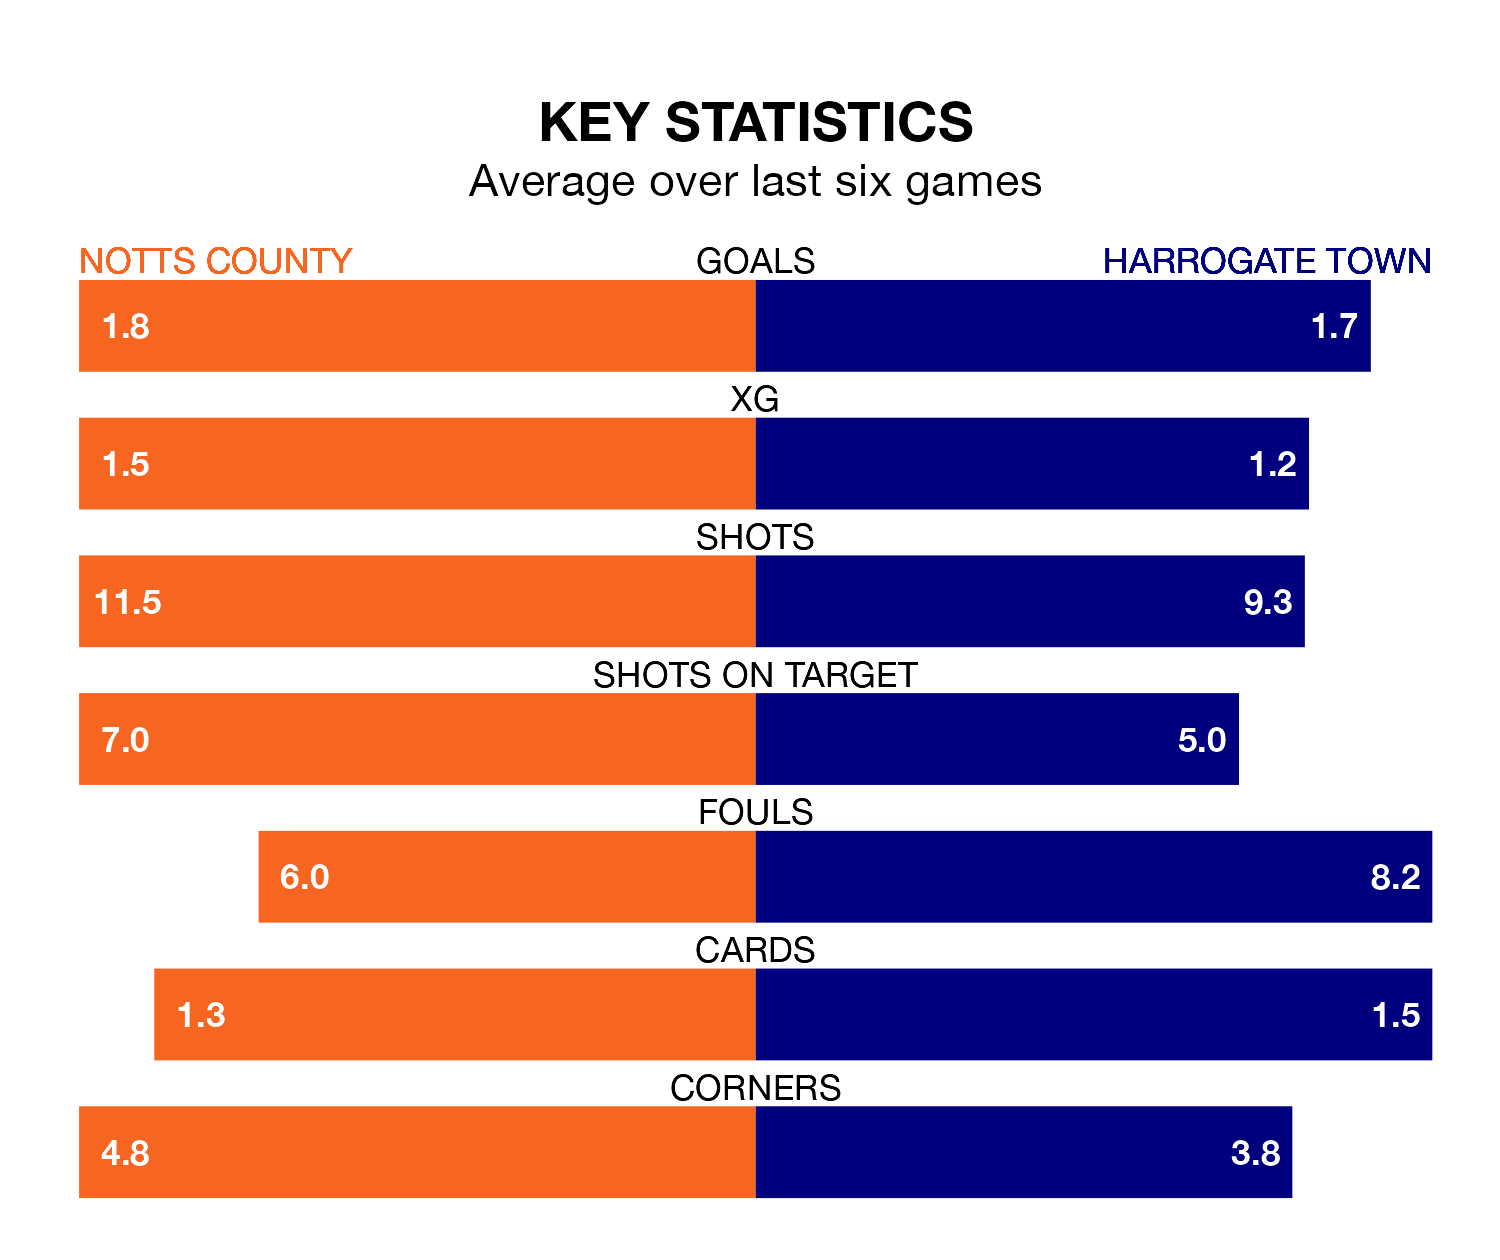 KEY STATISTICS
Average over last six games
NOTTS COUNTY GOALS HARROGATE TOWN
1.8 1.7
XG
1.5 1.2
SHOTS
11.5 9.3
SHOTS ON TARGET
7.0 5.0
FOULS
6.0 8.2
CARDS
1.3 1.5
CORNERS
4.8 3.8